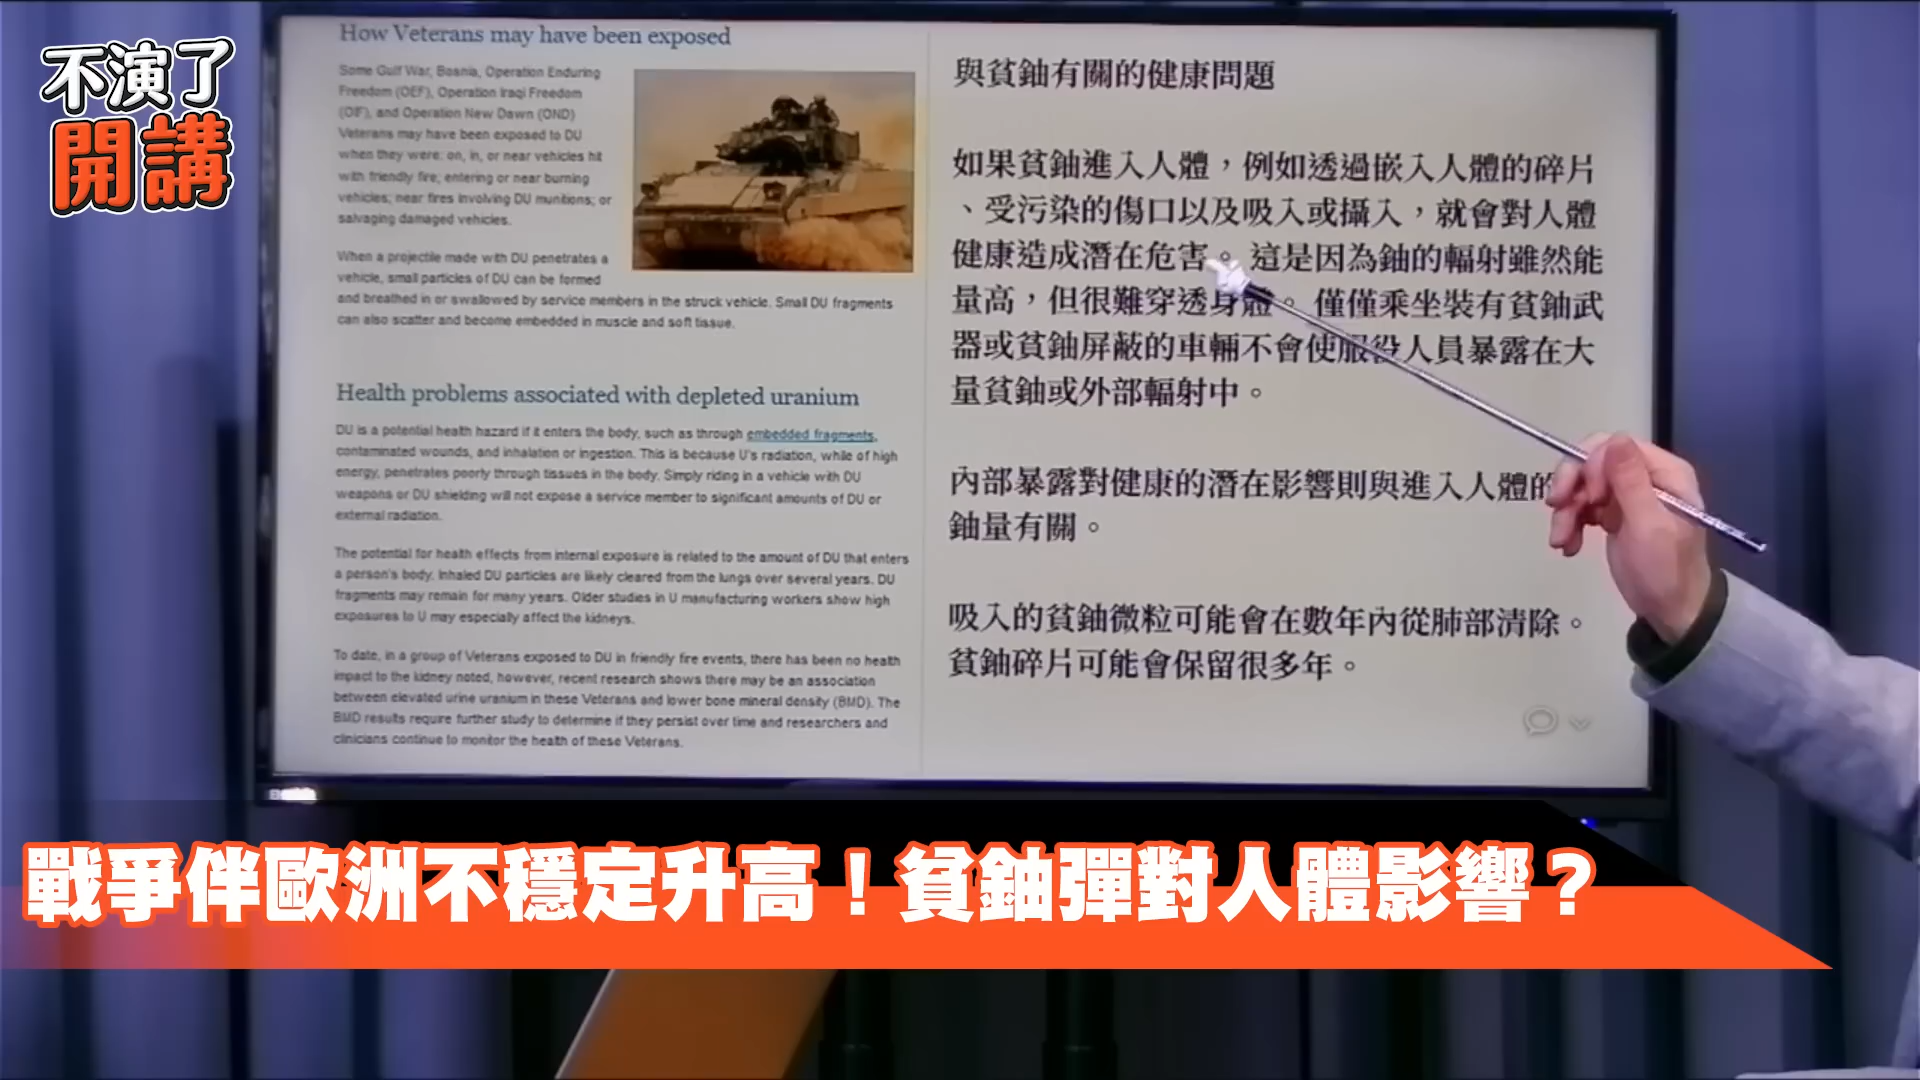 不演了
開講
How Veterans may have been exposed
Some Gulf War, Bosnia, Operation Enduring
Freedom (OEF), Operation Iraqi Freedom
(OIF), and Operation New Dawn (OND)
Veterans may have been exposed to DU
when they were: on, in, or near vehicles hit
with friendly fire; entering or near burning
vehicles; near fires involving DU munitions; or
salvaging damaged vehicles.
When a projectile made with DU penetrates a
vehicle, small particles of DU can be formed
and breathed in or swallowed by service members in the struck vehicle. Small DU fragments
can also scatter and become embedded in muscle and soft tissue.
Health problems associated with depleted uranium
DU is a potential health hazard if it enters the body, such as through embedded fragments,
contaminated wounds, and inhalation or ingestion. This is because U's radiation, while of high
energy, penetrates poorly through tissues in the body. Simply riding in a vehicle with DU
weapons or DU shielding will not expose a service member to significant amounts of DU or
external radiation.
The potential for health effects from internal exposure is related to the amount of DU that enters
a person's body. Inhaled DU particles are likely cleared from the lungs over several years. DU
fragments may remain for many years. Older studies in U manufacturing workers show high
exposures to U may especially affect the kidneys.
To date, in a group of Veterans exposed to DU in friendly fire events, there has been no health
impact to the kidney noted, however, recent research shows there may be an association
between elevated urine uranium in these Veterans and lower bone mineral density (BMD). The
BMD results require further study to determine if they persist over time and researchers and
clinicians continue to monitor the health of these Veterans.
與貧鈾有關的健康問題
如果貧鈾進入人體，例如透過嵌入人體的碎片
、受污染的傷口以及吸入或攝入，就會對人體
健康造成潛在危害。 這是因為鈾的輻射雖然能
量高，但很難穿透身體。 僅僅乘坐裝有貧鈾武
器或貧鈾屏蔽的車輛不會使服役人員暴露在大
量貧鈾或外部輻射中。
內部暴露對健康的潛在影響則與進入人體的
鈾量有關。
吸入的貧鈾微粒可能會在數年內從肺部清除。
貧鈾碎片可能會保留很多年。
戰爭伴歐洲不穩定升高！貧鈾彈對人體影響？